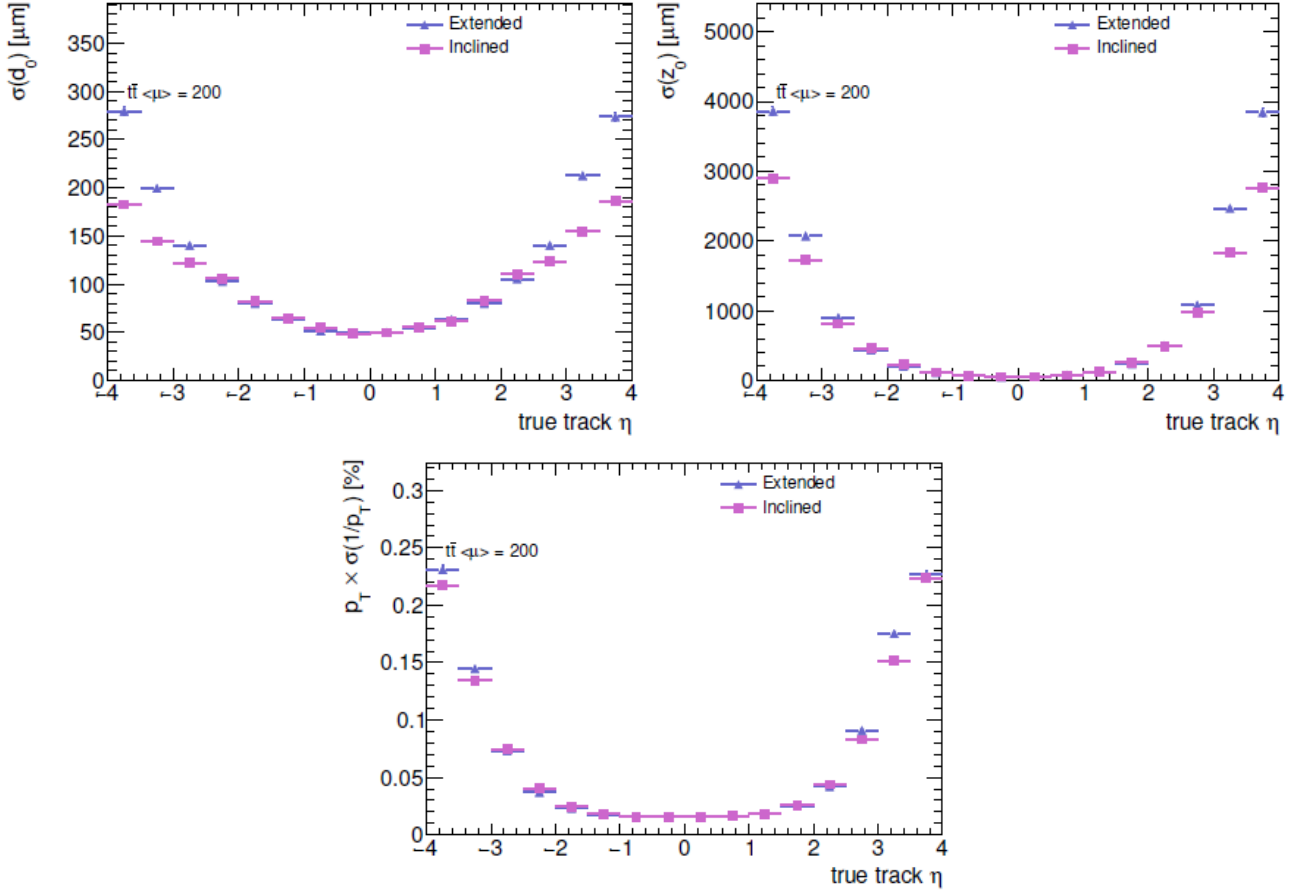 σ(d₀) [μm]
350
300
250
200
150
100
50
0
Extended
Inclined
tt̄ <μ> = 200
−4 −3 −2 −1 0 1 2 3 4
true track η
σ(z₀) [μm]
5000
4000
3000
2000
1000
0
Extended
Inclined
tt̄ <μ> = 200
−4 −3 −2 −1 0 1 2 3 4
true track η
p_T × σ(1/p_T) [%]
0.3
0.25
0.2
0.15
0.1
0.05
0
Extended
Inclined
tt̄ <μ> = 200
−4 −3 −2 −1 0 1 2 3 4
true track η